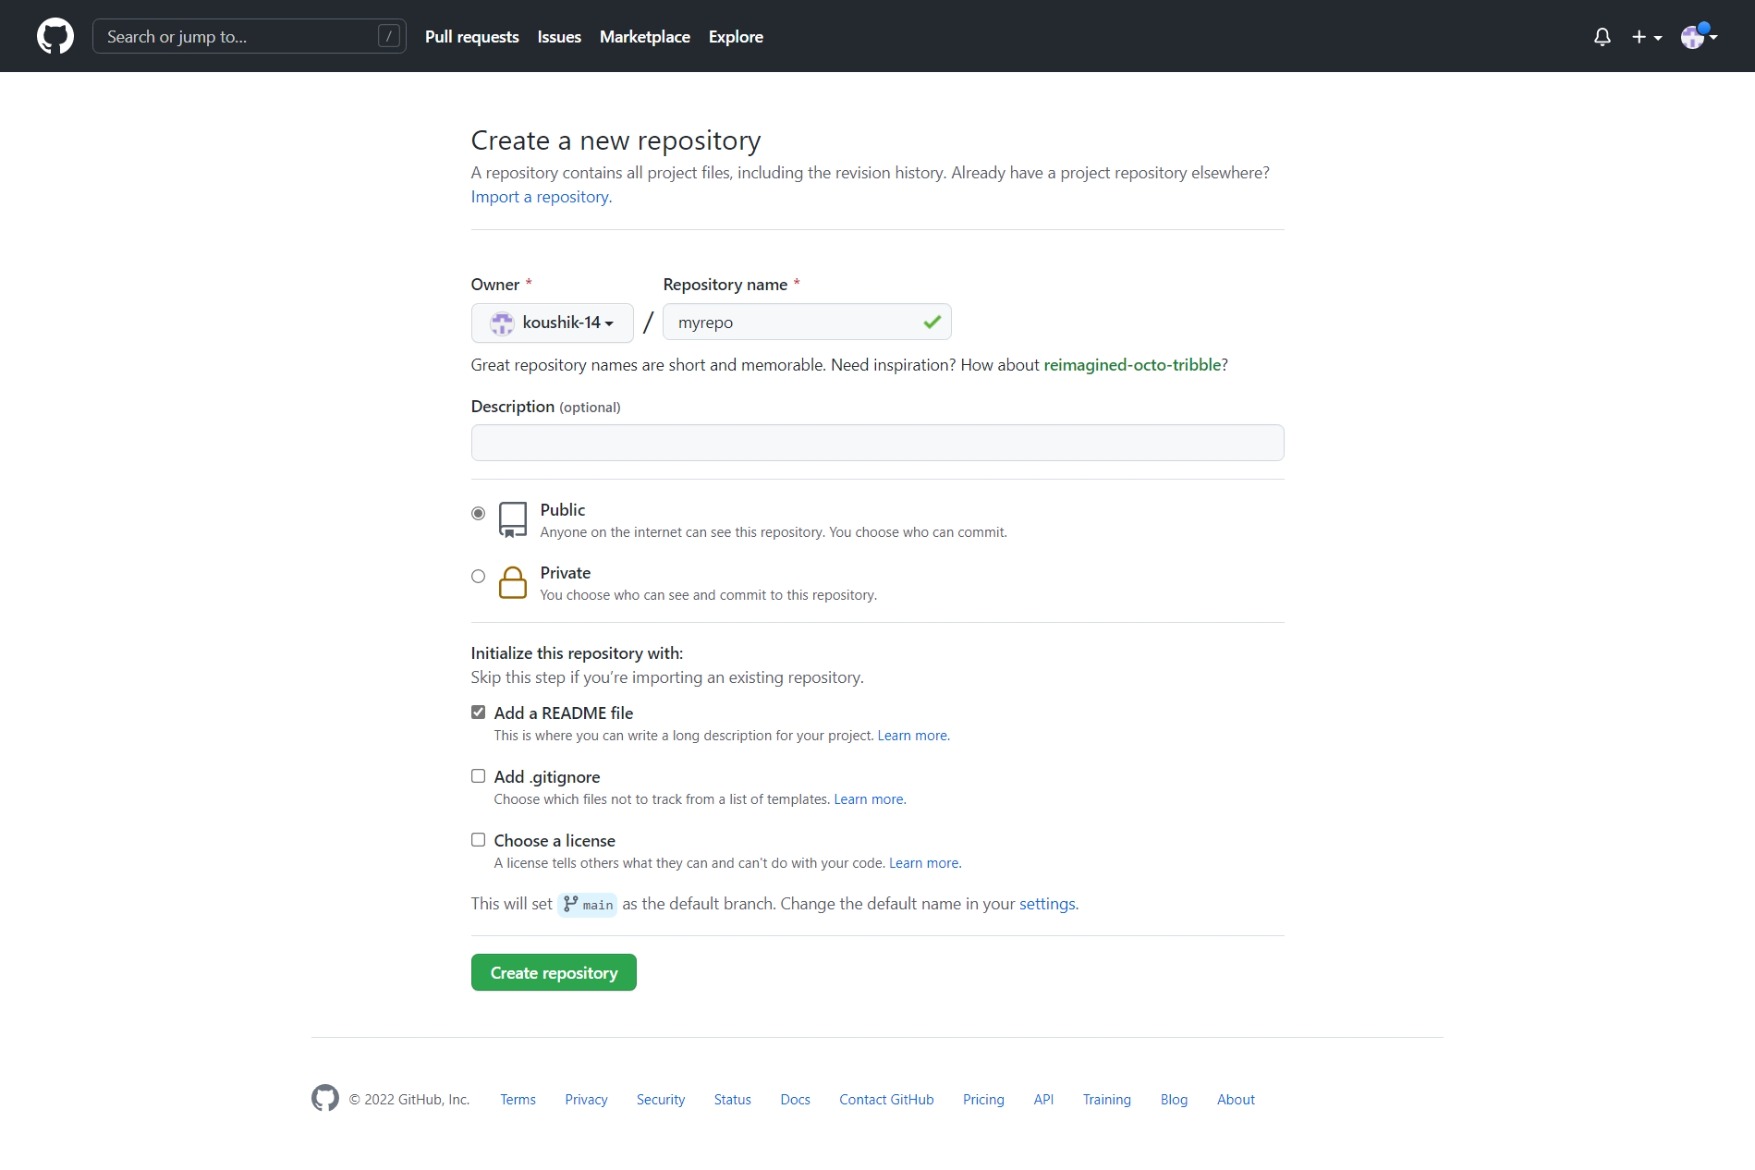 Search or jump to... /
Pull requests Issues Marketplace Explore
Create a new repository
A repository contains all project files, including the revision history. Already have a project repository elsewhere?
Import a repository.
Owner *
Repository name *
koushik-14 / myrepo
Great repository names are short and memorable. Need inspiration? How about reimagined-octo-tribble?
Description (optional)
Public
Anyone on the internet can see this repository. You choose who can commit.
Private
You choose who can see and commit to this repository.
Initialize this repository with:
Skip this step if you’re importing an existing repository.
Add a README file
This is where you can write a long description for your project. Learn more.
Add .gitignore
Choose which files not to track from a list of templates. Learn more.
Choose a license
A license tells others what they can and can't do with your code. Learn more.
This will set main as the default branch. Change the default name in your settings.
Create repository
© 2022 GitHub, Inc. Terms Privacy Security Status Docs Contact GitHub Pricing API Training Blog About